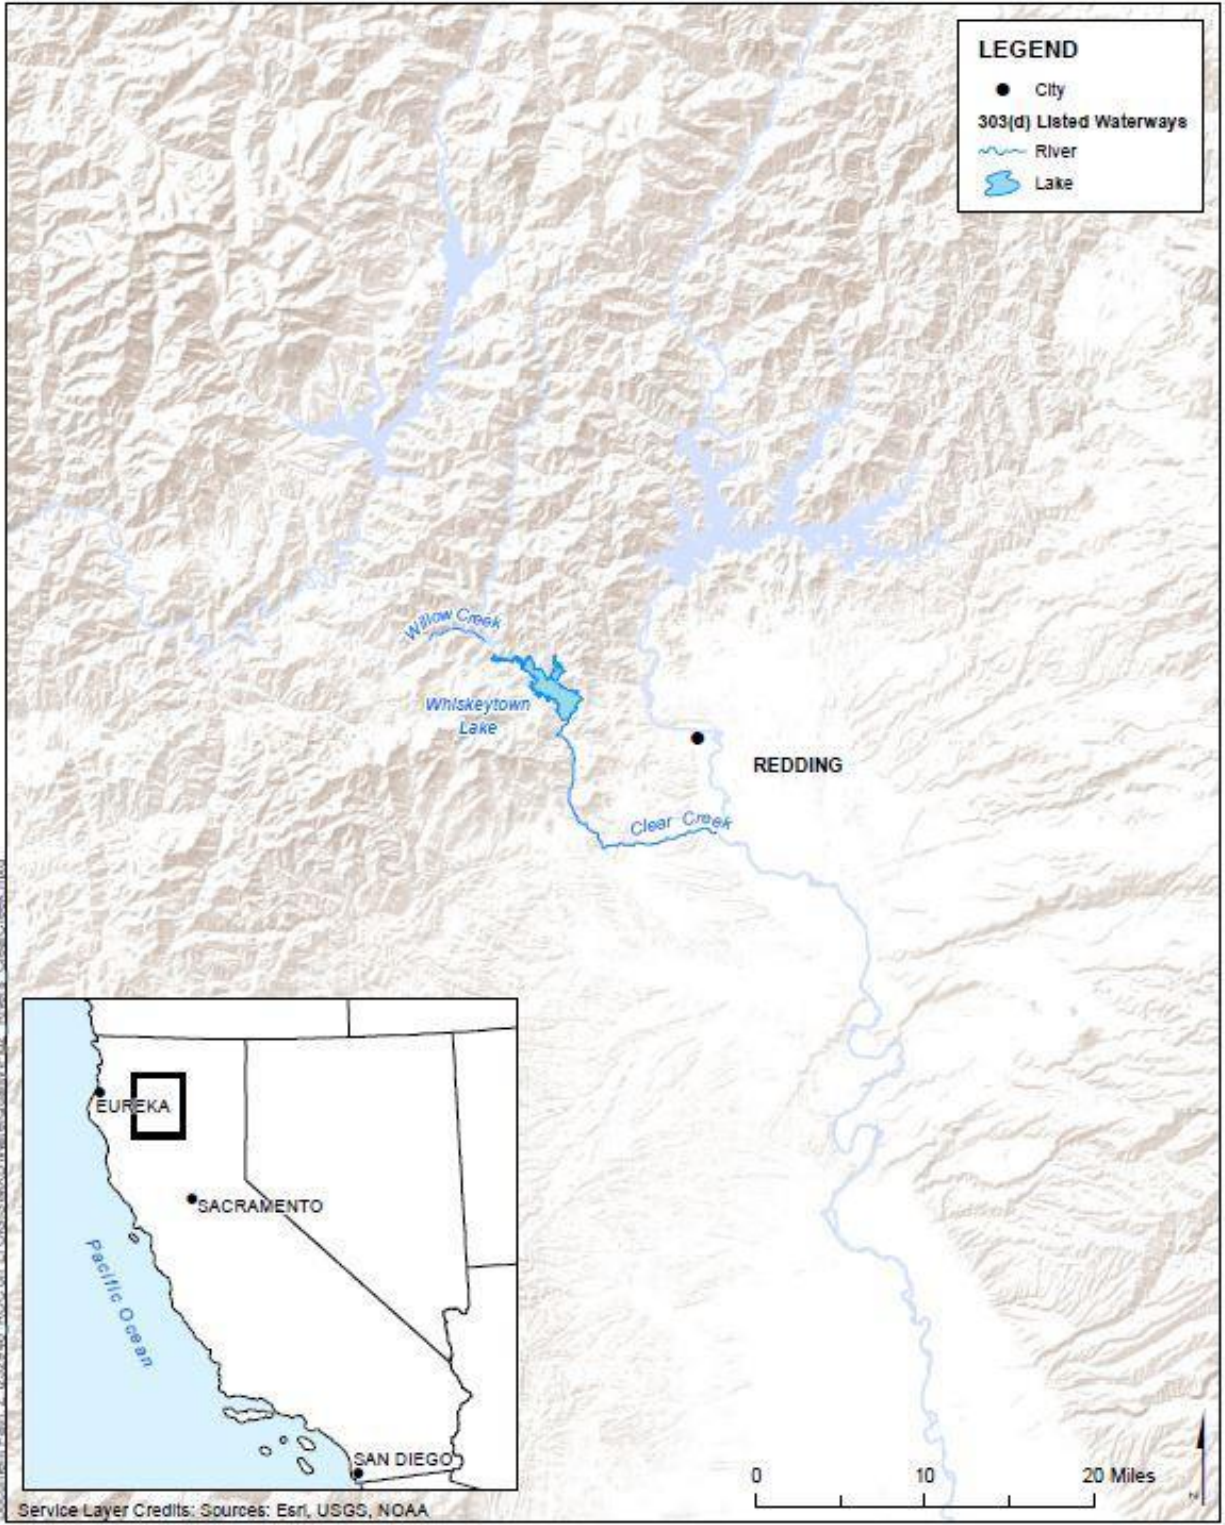 LEGEND
City
303(d) Listed Waterways
River
Lake
Willow Creek
Whiskeytown
Lake
REDDING
Clear Creek
EUREKA
SACRAMENTO
Pacific Ocean
SAN DIEGO
0 10 20 Miles
Z
Service Layer Credits: Sources: Esri, USGS, NOAA